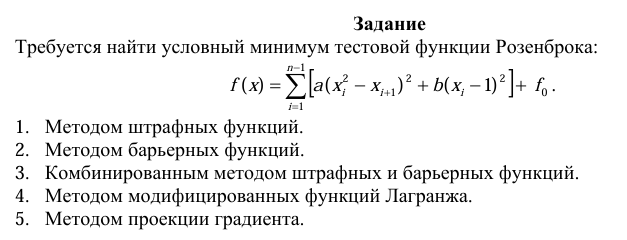 Задание
Требуется найти условный минимум тестовой функции Розенброка:
f(x) = \sum_{i=1}^{n-1} [a(x_i^2 − x_{i+1})^2 + b(x_i − 1)^2] + f_0 .
1. Методом штрафных функций.
2. Методом барьерных функций.
3. Комбинированным методом штрафных и барьерных функций.
4. Методом модифицированных функций Лагранжа.
5. Методом проекции градиента.